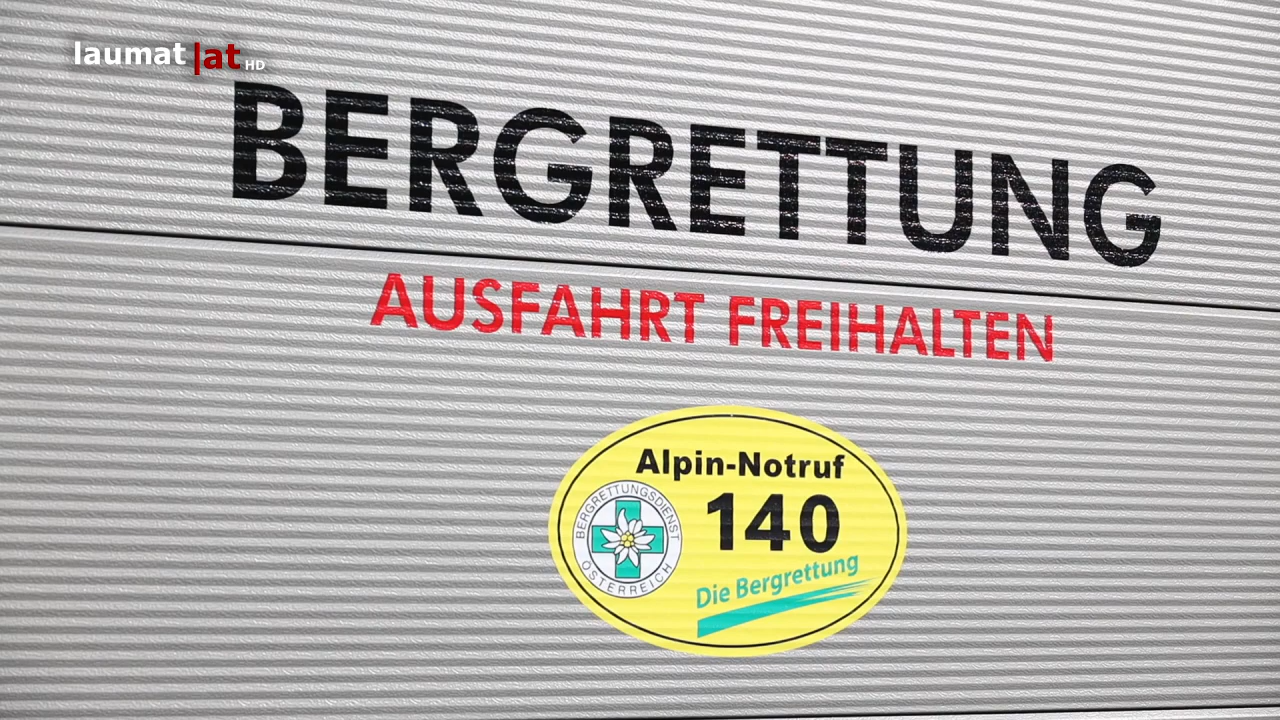 laumat|at HD
BERGRETTUNG
AUSFAHRT FREIHALTEN
Alpin-Notruf
140
BERGRETTUNGSDIENST
ÖSTERREICH
Die Bergrettung